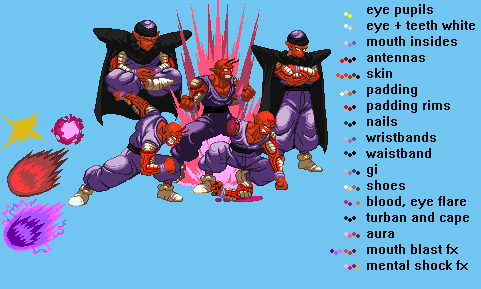 eye pupils
eye + teeth white
mouth insides
antennas
skin
padding
padding rims
nails
wristbands
waistband
gi
shoes
blood, eye flare
turban and cape
aura
mouth blast fx
mental shock fx